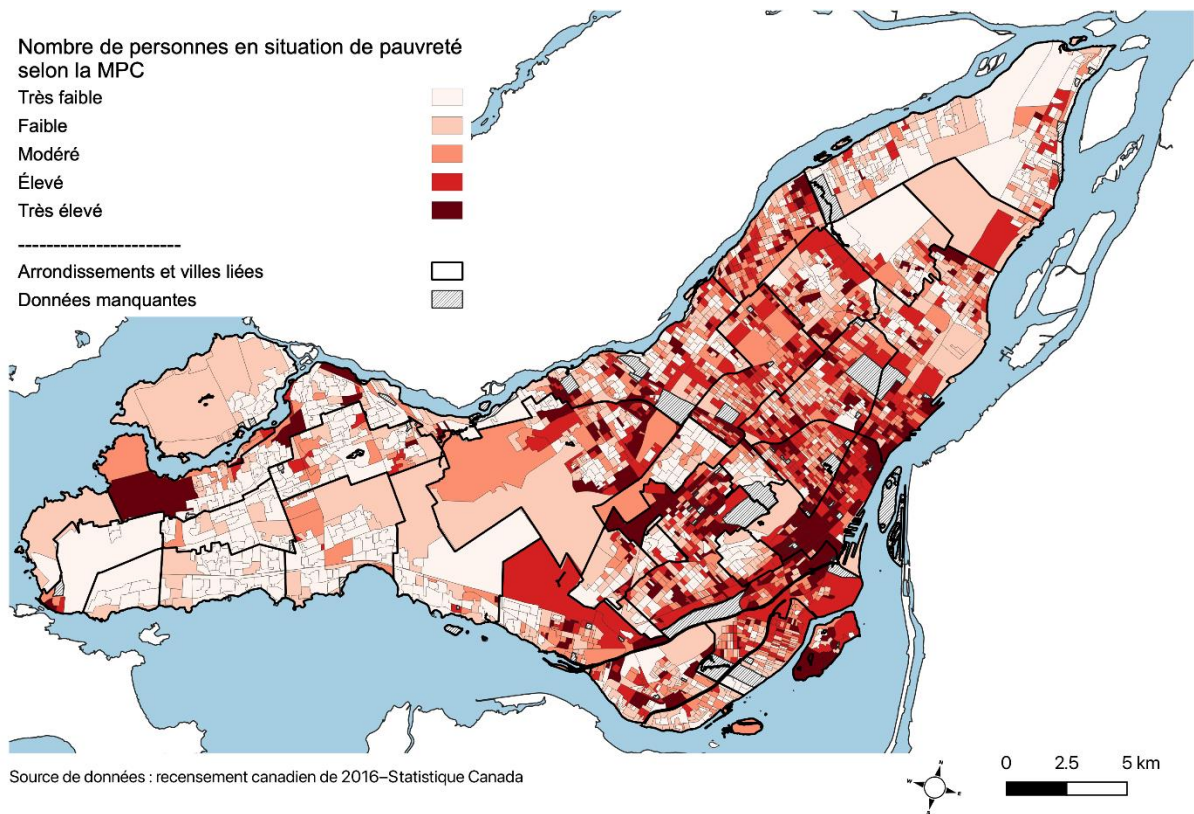 Nombre de personnes en situation de pauvreté
selon la MPC
Très faible
Faible
Modéré
Élevé
Très élevé
-----------------------
Arrondissements et villes liées
Données manquantes
Source de données : recensement canadien de 2016–Statistique Canada
N
W
E
S
0 2.5 5 km